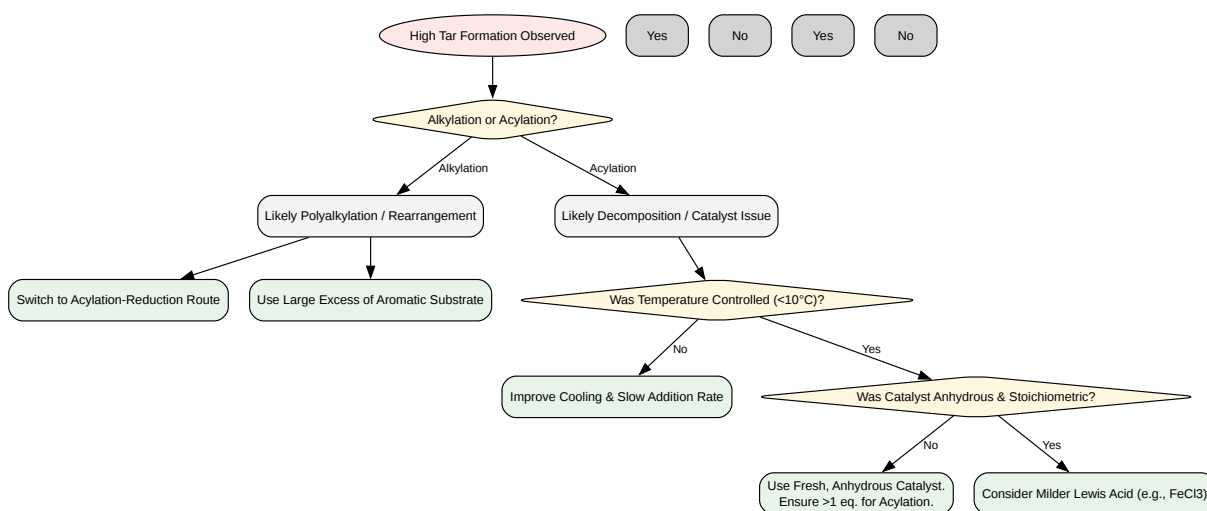 High Tar Formation Observed
Yes
No
Yes
No
Alkylation or Acylation?
Alkylation
Acylation
Likely Polyalkylation / Rearrangement
Likely Decomposition / Catalyst Issue
Switch to Acylation-Reduction Route
Use Large Excess of Aromatic Substrate
Was Temperature Controlled (<10°C)?
No
Yes
Improve Cooling & Slow Addition Rate
Was Catalyst Anhydrous & Stoichiometric?
No
Yes
Use Fresh, Anhydrous Catalyst.
Ensure >1 eq. for Acylation.
Consider Milder Lewis Acid (e.g., FeCl3)